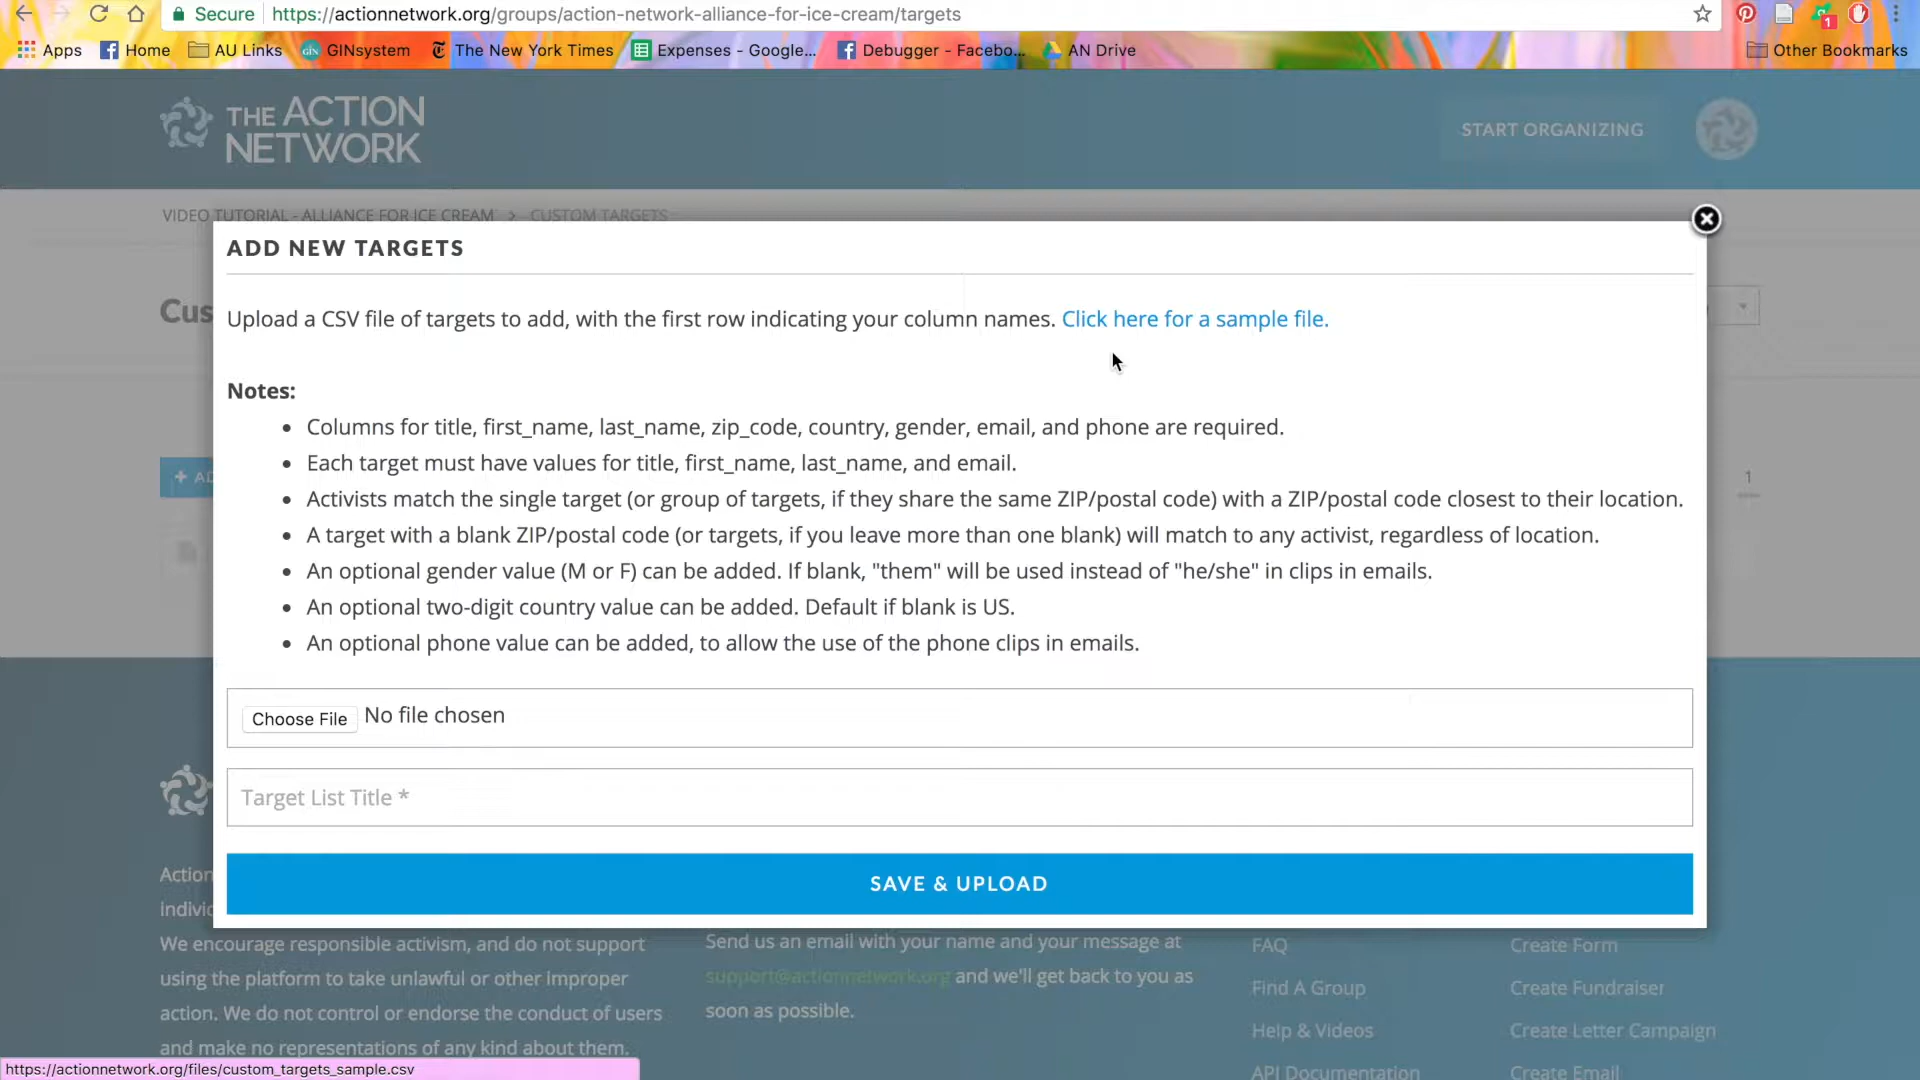 Secure https://actionnetwork.org/groups/action-network-alliance-for-ice-cream/targets
1
Apps Home AU Links GIN GINsystem The New York Times Expenses - Google... Debugger - Facebo... AN Drive Other Bookmarks
THE ACTION
NETWORK
START ORGANIZING
VIDEO TUTORIAL - ALLIANCE FOR ICE CREAM > CUSTOM TARGETS
ADD NEW TARGETS
Cus
Upload a CSV file of targets to add, with the first row indicating your column names. Click here for a sample file.
Notes:
• Columns for title, first_name, last_name, zip_code, country, gender, email, and phone are required.
• Each target must have values for title, first_name, last_name, and email.
+ AD
1
• Activists match the single target (or group of targets, if they share the same ZIP/postal code) with a ZIP/postal code closest to their location.
• A target with a blank ZIP/postal code (or targets, if you leave more than one blank) will match to any activist, regardless of location.
• An optional gender value (M or F) can be added. If blank, "them" will be used instead of "he/she" in clips in emails.
• An optional two-digit country value can be added. Default if blank is US.
• An optional phone value can be added, to allow the use of the phone clips in emails.
Choose File No file chosen
Target List Title *
SAVE & UPLOAD
Action
individ
We encourage responsible activism, and do not support
using the platform to take unlawful or other improper
action. We do not control or endorse the conduct of users
and make no representations of any kind about them.
Send us an email with your name and your message at
support@actionnetwork.org and we'll get back to you as
soon as possible.
FAQ
Find A Group
Help & Videos
API Documentation
Create Form
Create Fundraiser
Create Letter Campaign
Create Email
https://actionnetwork.org/files/custom_targets_sample.csv